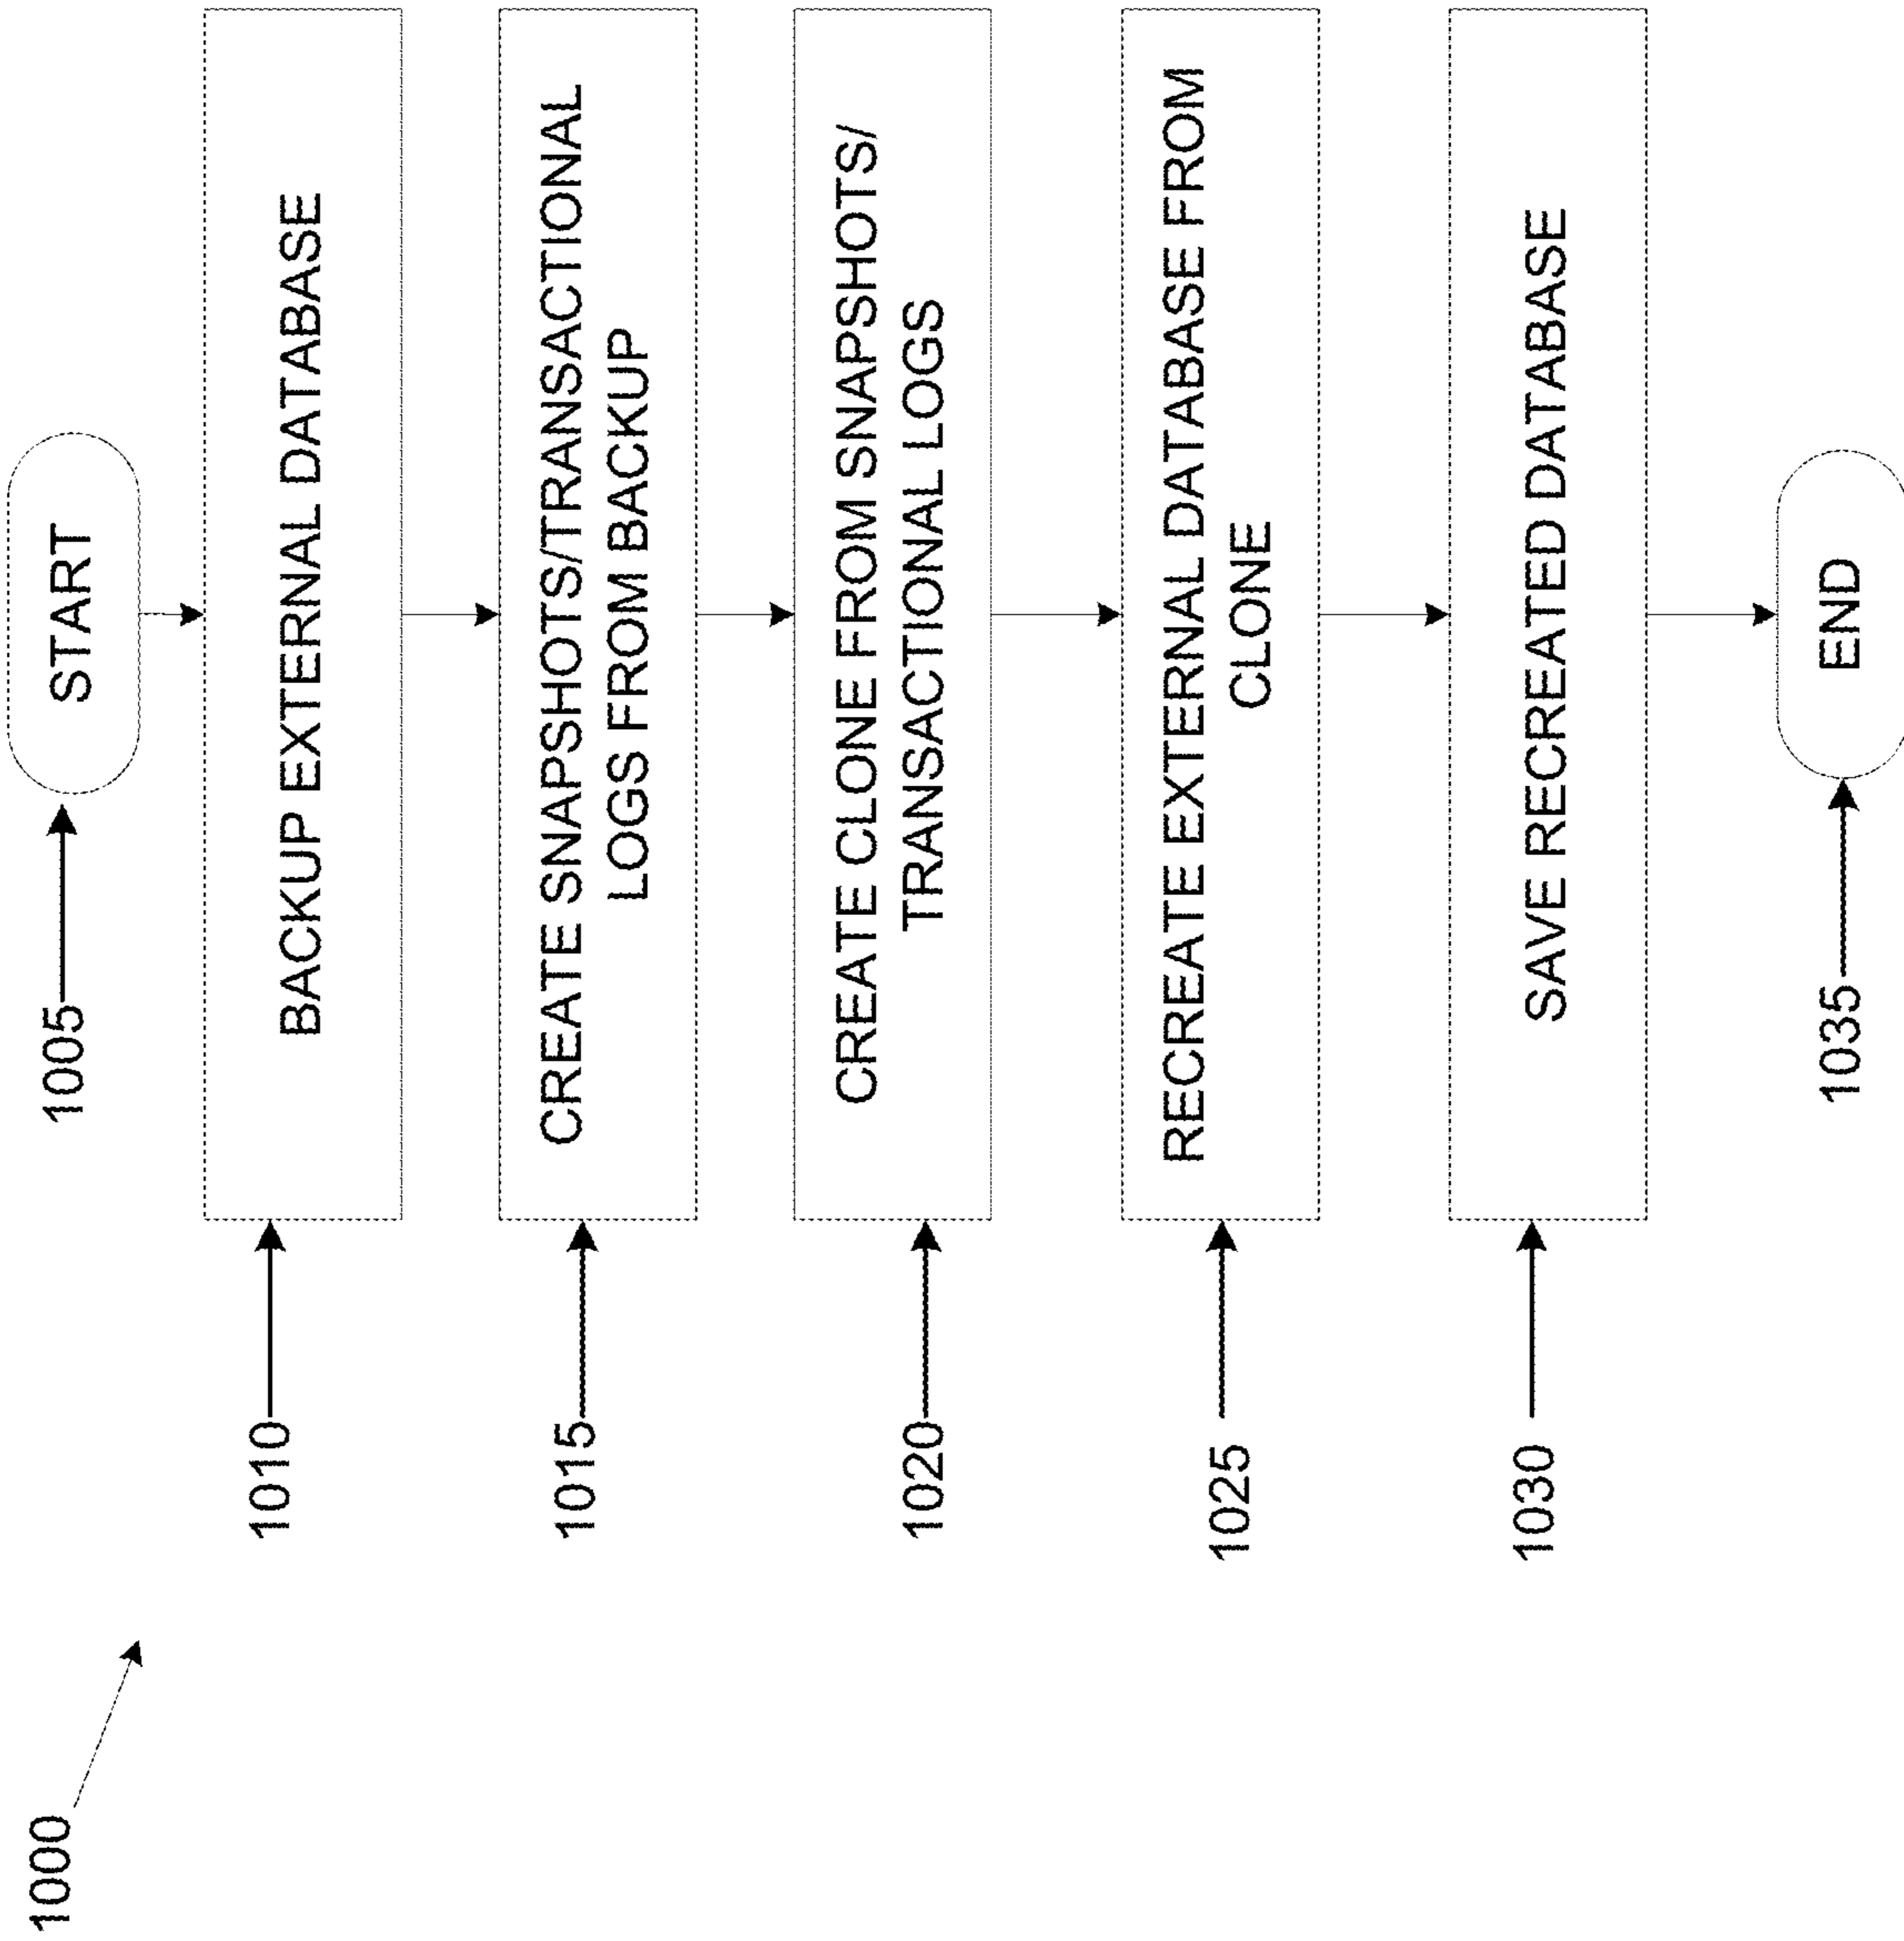 1000
1005
START
1010
BACKUP EXTERNAL DATABASE
1015
CREATE SNAPSHOTS/TRANSACTIONAL
LOGS FROM BACKUP
1020
CREATE CLONE FROM SNAPSHOTS/
TRANSACTIONAL LOGS
1025
RECREATE EXTERNAL DATABASE FROM
CLONE
1030
SAVE RECREATED DATABASE
1035
END